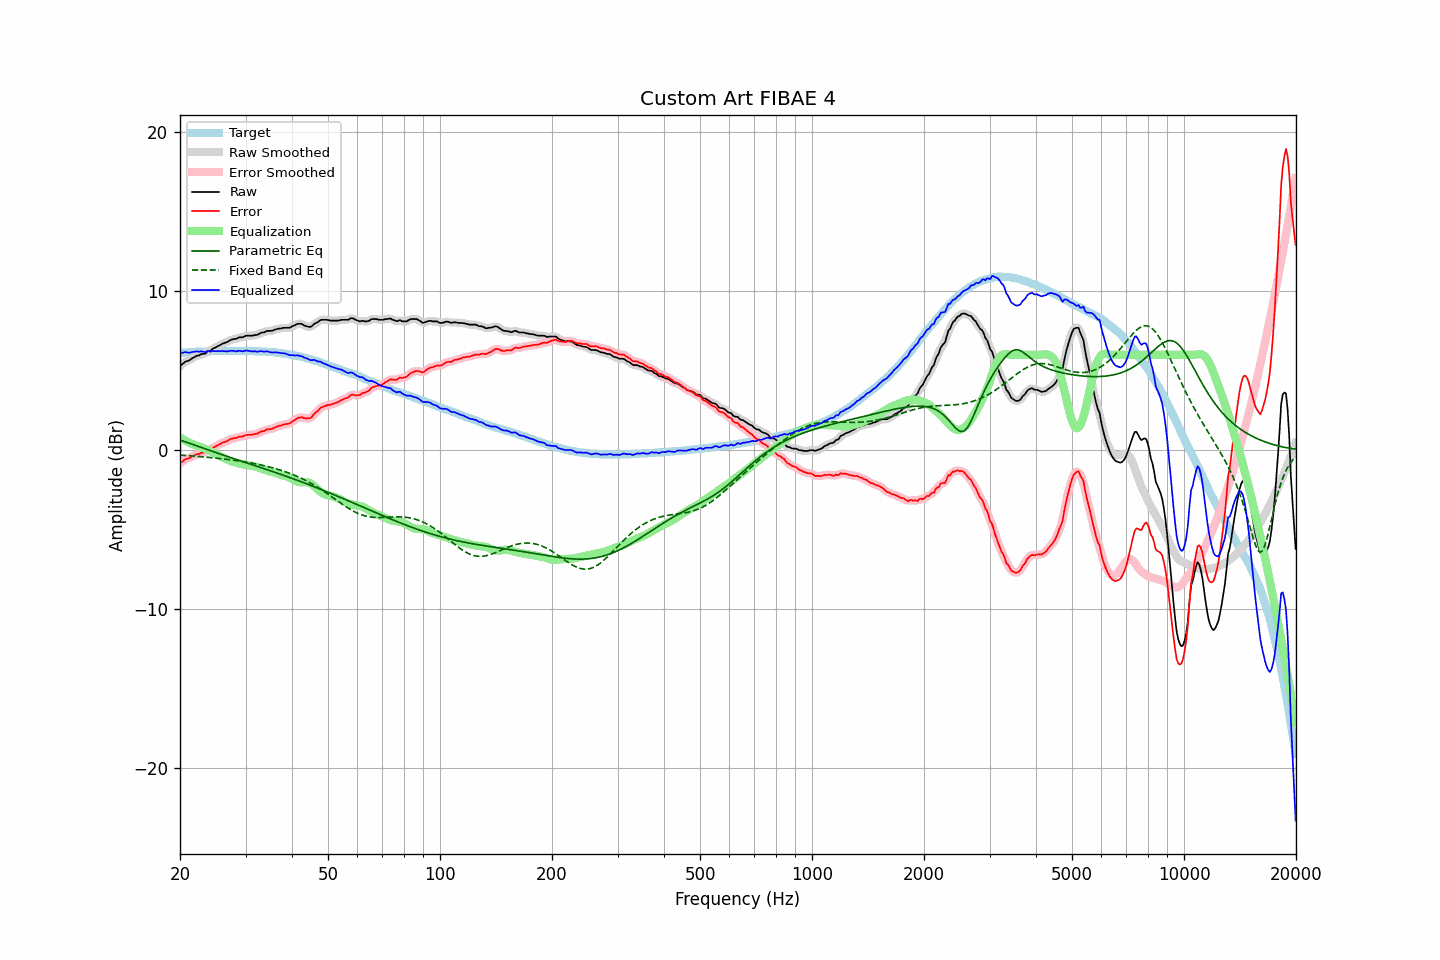 Custom Art FIBAE 4
Target
Raw Smoothed
Error Smoothed
Raw
Error
Equalization
Parametric Eq
Fixed Band Eq
Equalized
20
10
0
−10
−20
Amplitude (dBr)
20 50 100 200 500 1000 2000 5000 10000 20000
Frequency (Hz)